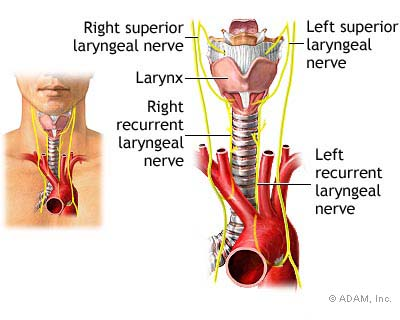 Right superior
laryngeal nerve
Left superior
laryngeal
nerve
Larynx
Right
recurrent
laryngeal
nerve
Left
recurrent
laryngeal
nerve
© ADAM, Inc.